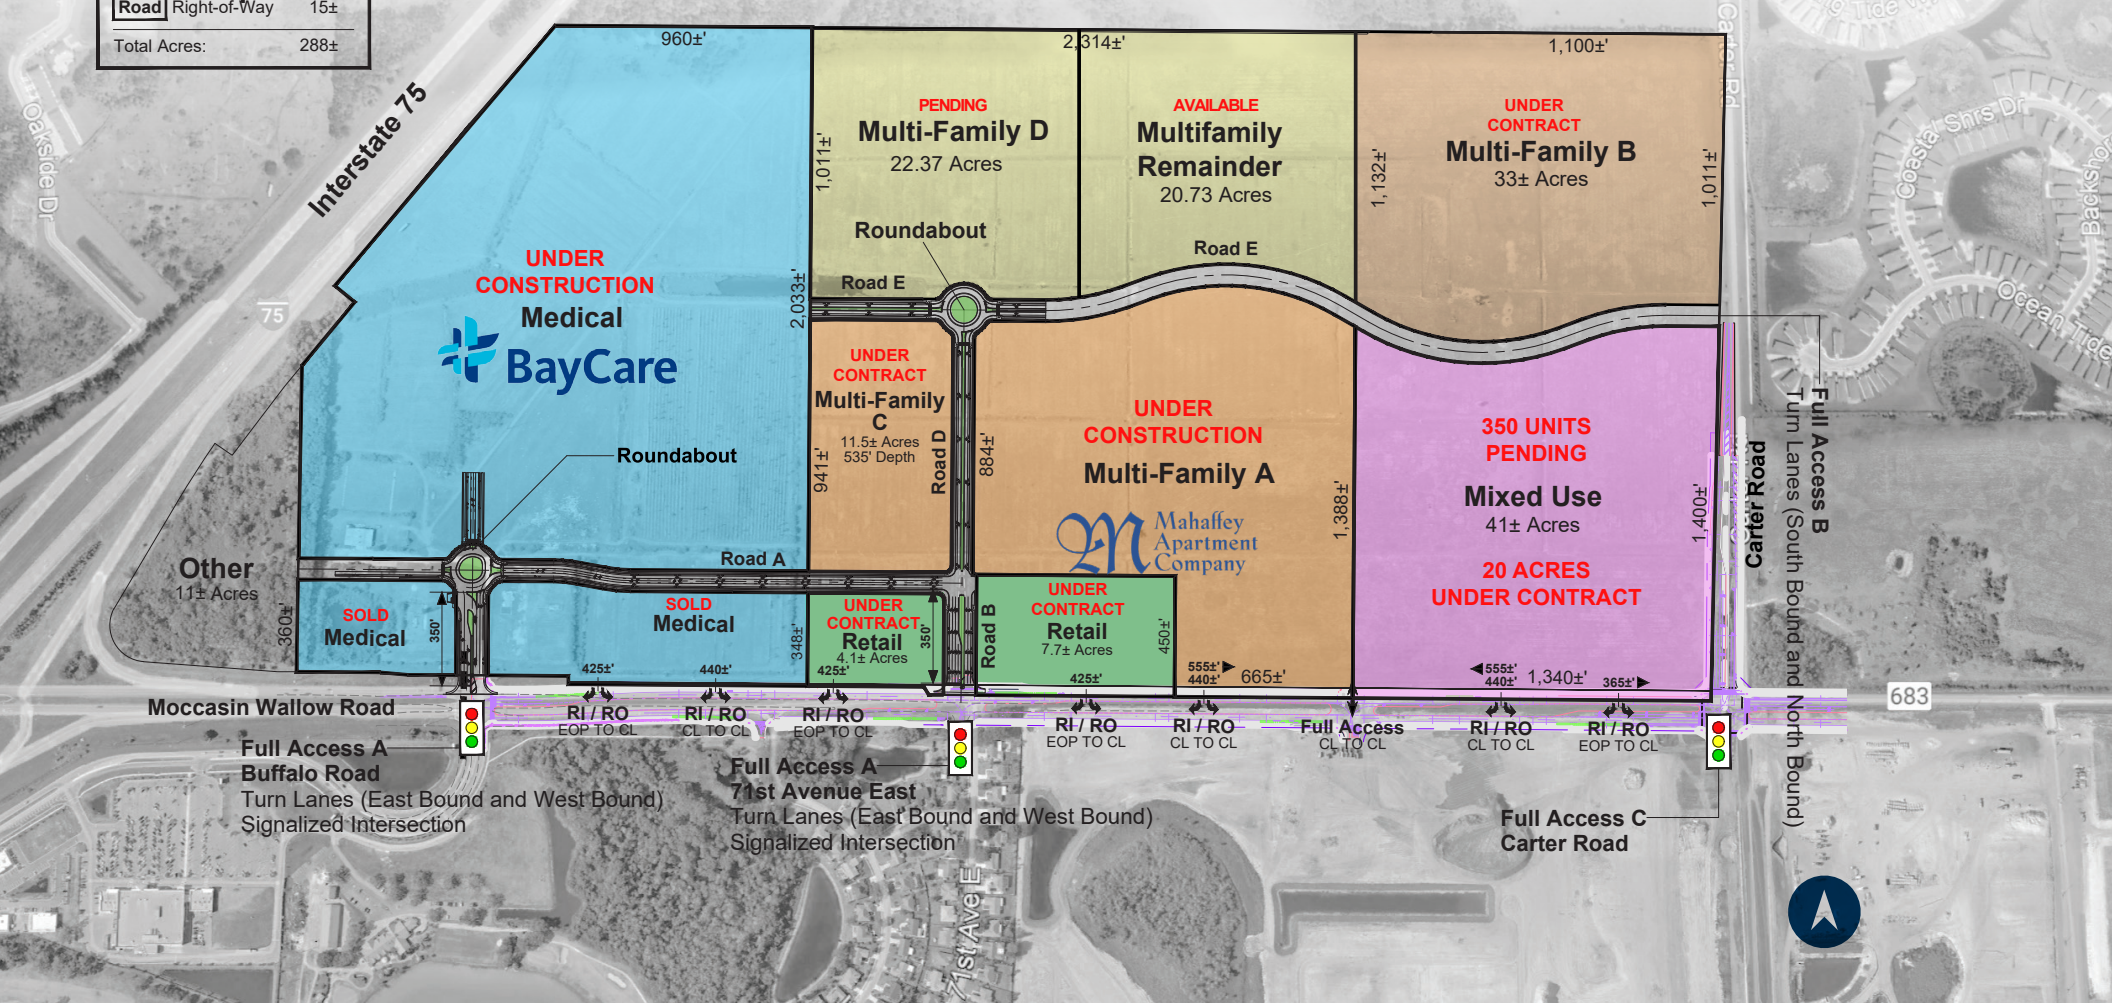 Road Right-of-Way 15±
Total Acres: 288±
Oakside Dr
Interstate 75
75
960±'
2,314±'
1,100±'
Carter Rd
Coastal Shrs Dr
Ocean Tide
PENDING
Multi-Family D
22.37 Acres
1,011±'
AVAILABLE
Multifamily
Remainder
20.73 Acres
UNDER
CONTRACT
Multi-Family B
33± Acres
1,132±'
1,011±'
Roundabout
Road E
Road E
UNDER
CONSTRUCTION
Medical
BayCare
2,033±'
UNDER
CONTRACT
Multi-Family
C
11.5± Acres
535' Depth
941±'
Road D
884±'
UNDER
CONSTRUCTION
Multi-Family A
Mahaffey
Apartment
Company
1,388±'
350 UNITS
PENDING
Mixed Use
41± Acres
20 ACRES
UNDER CONTRACT
1,400±'
Carter Road
Full Access B
Turn Lanes (South Bound and North Bound)
Roundabout
Road A
Other
11± Acres
360±'
SOLD
Medical
350'
SOLD
Medical
348±'
UNDER
CONTRACT
Retail
4.1± Acres
350'
Road B
UNDER
CONTRACT
Retail
7.7± Acres
450±'
425±'
440±'
425±'
425±'
555±'
440±'
665±'
555±'
440±'
1,340±'
365±'
Moccasin Wallow Road
683
RI / RO
EOP TO CL
RI / RO
CL TO CL
RI / RO
EOP TO CL
RI / RO
EOP TO CL
RI / RO
CL TO CL
Full Access
CL TO CL
RI / RO
CL TO CL
RI / RO
EOP TO CL
Full Access A
Buffalo Road
Turn Lanes (East Bound and West Bound)
Signalized Intersection
Full Access A
71st Avenue East
Turn Lanes (East Bound and West Bound)
Signalized Intersection
Full Access C
Carter Road
71st Ave E